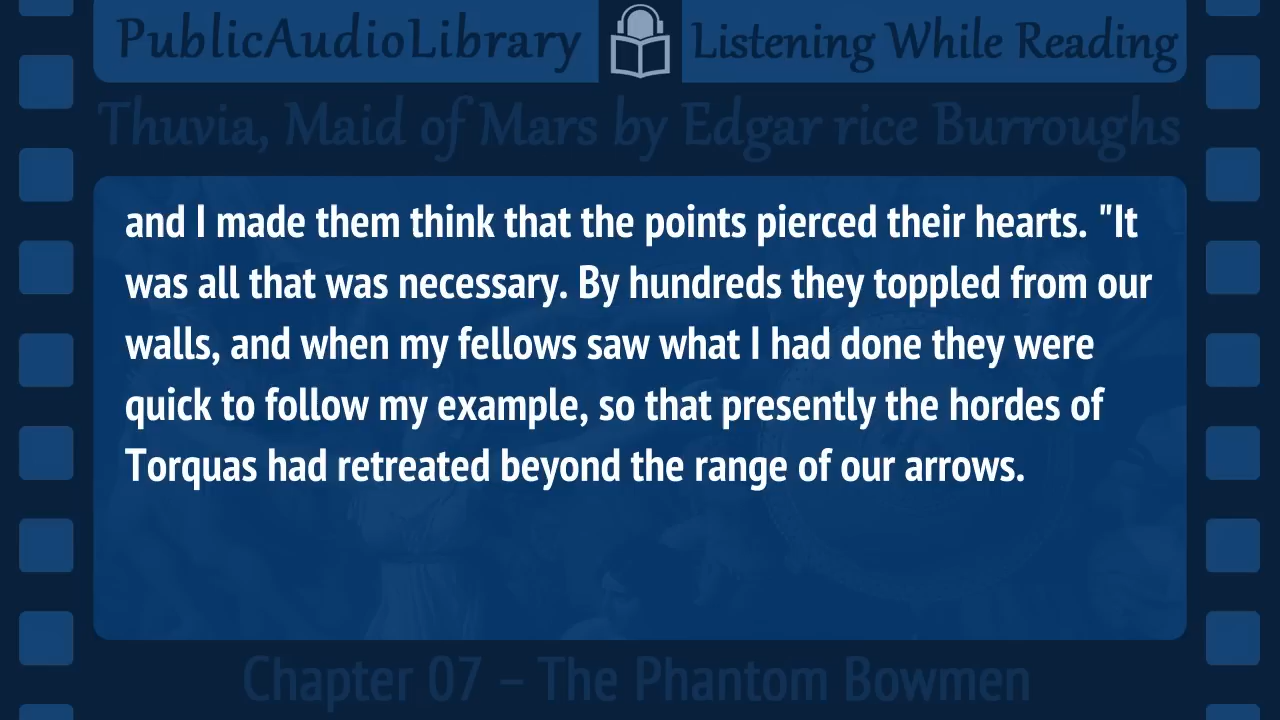 PublicAudioLibrary
Listening While Reading
Thuvia, Maid of Mars by Edgar rice Burroughs
and I made them think that the points pierced their hearts. "It
was all that was necessary. By hundreds they toppled from our
walls, and when my fellows saw what I had done they were
quick to follow my example, so that presently the hordes of
Torquas had retreated beyond the range of our arrows.
Chapter 07 – The Phantom Bowmen